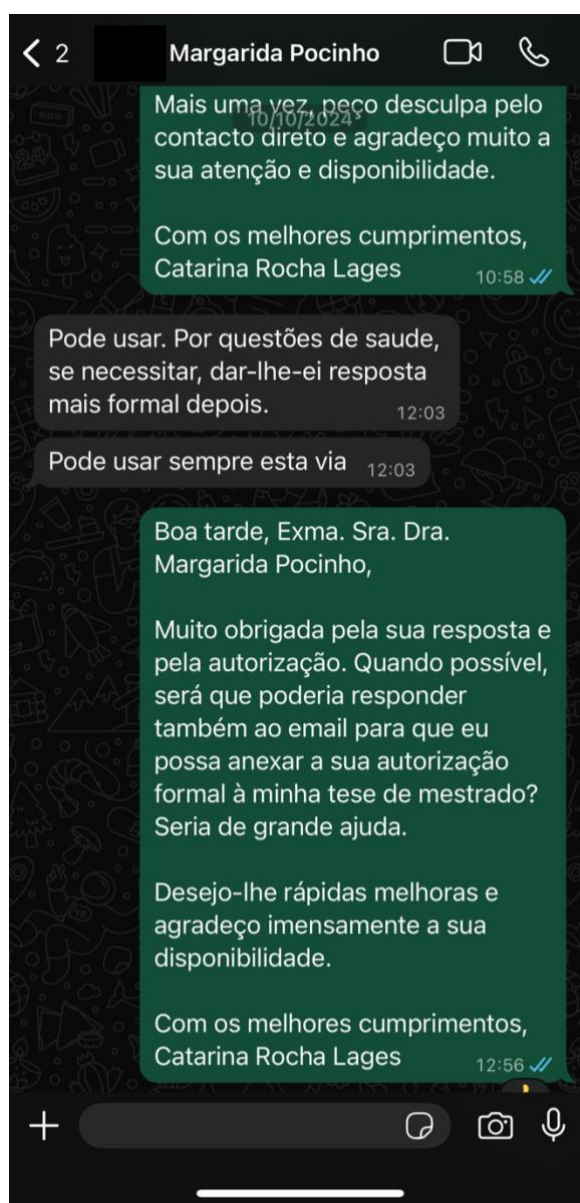 2 Margarida Pocinho
Mais uma vez, peço desculpa pelo
10/10/2024
contacto direto e agradeço muito a
sua atenção e disponibilidade.
Com os melhores cumprimentos,
Catarina Rocha Lages 10:58
Pode usar. Por questões de saude,
se necessitar, dar-lhe-ei resposta
mais formal depois. 12:03
Pode usar sempre esta via 12:03
Boa tarde, Exma. Sra. Dra.
Margarida Pocinho,
Muito obrigada pela sua resposta e
pela autorização. Quando possível,
será que poderia responder
também ao email para que eu
possa anexar a sua autorização
formal à minha tese de mestrado?
Seria de grande ajuda.
Desejo-lhe rápidas melhoras e
agradeço imensamente a sua
disponibilidade.
Com os melhores cumprimentos,
Catarina Rocha Lages 12:56